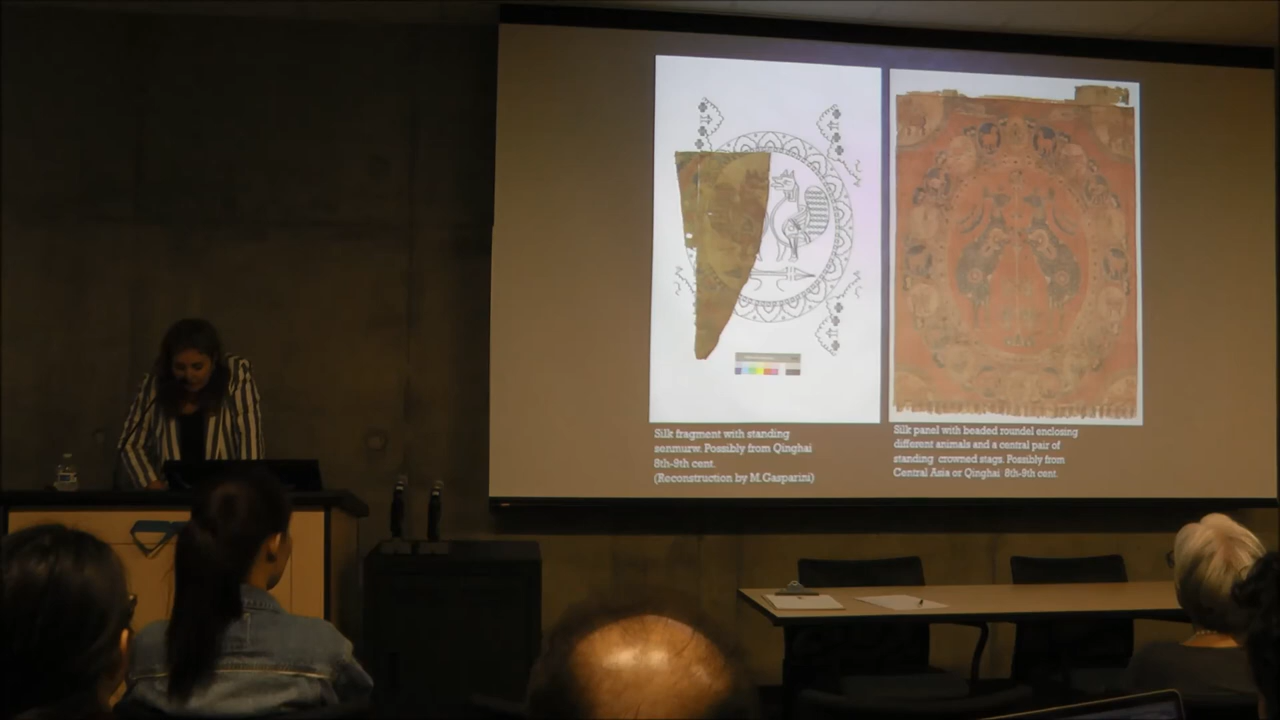 Silk fragment with standing
senmurw. Possibly from Qinghai
8th-9th cent.
(Reconstruction by M.Gasparini)
Silk panel with beaded roundel enclosing
different animals and a central pair of
standing crowned stags. Possibly from
Central Asia or Qinghai 8th-9th cent.